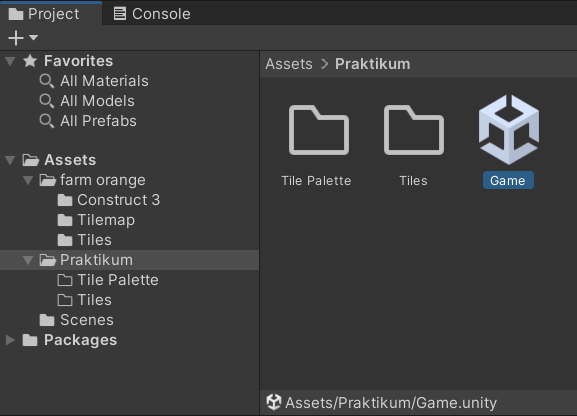 Project
Console
Favorites
All Materials
All Models
All Prefabs
Assets
farm orange
Construct 3
Tilemap
Tiles
Praktikum
Tile Palette
Tiles
Scenes
Packages
Assets > Praktikum
Tile Palette
Tiles
Game
Assets/Praktikum/Game.unity